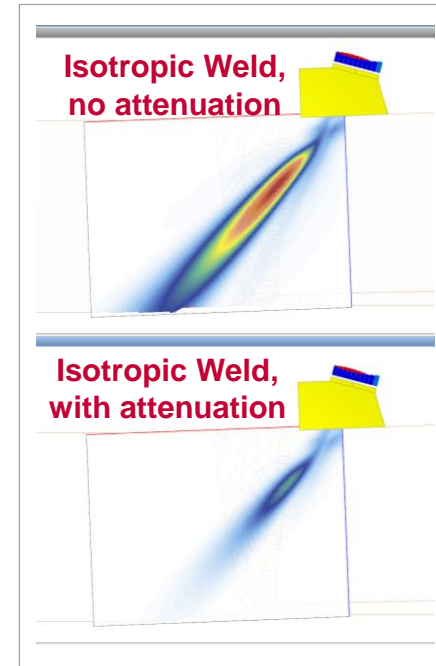 Isotropic Weld,
no attenuation
Isotropic Weld,
with attenuation